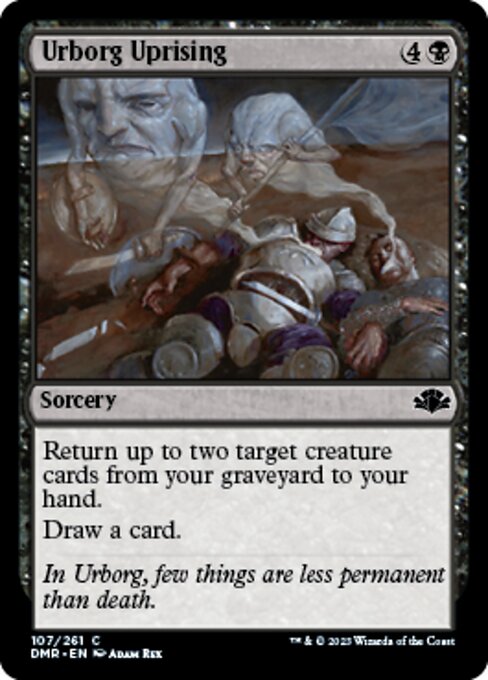 Urborg Uprising 4
Sorcery
Return up to two target creature
cards from your graveyard to your
hand.
Draw a card.
In Urborg, few things are less permanent
than death.
107/261 C
DMR • EN Adam Rex
™ & © 2023 Wizards of the Coast